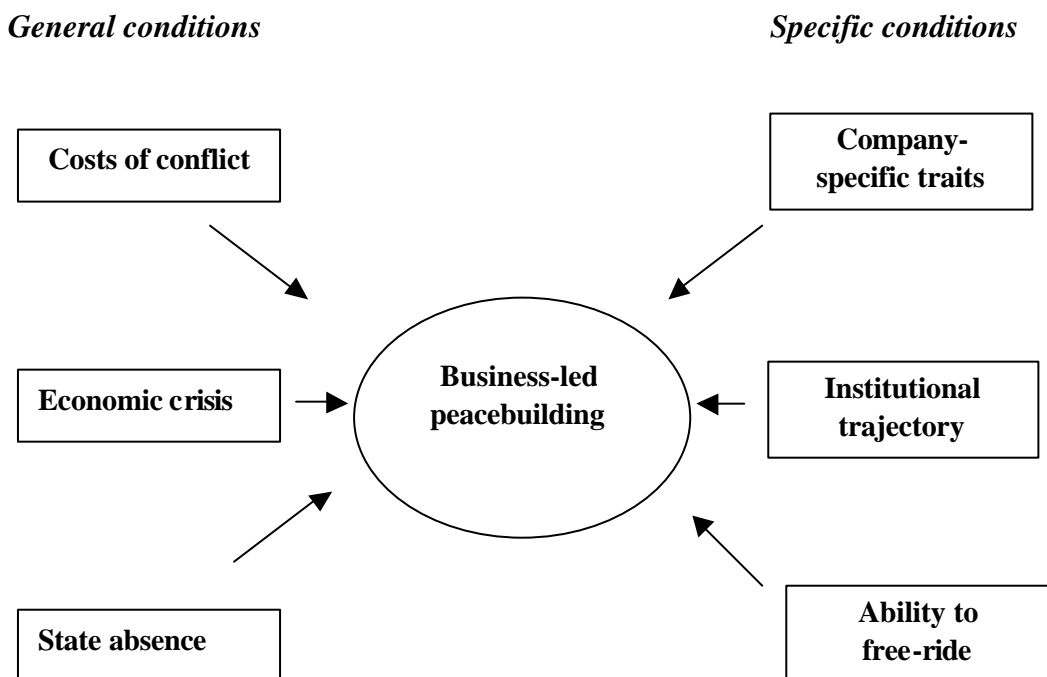 General conditions
Specific conditions
Costs of conflict
Company-
specific traits
Economic crisis
Business-led
peacebuilding
Institutional
trajectory
State absence
Ability to
free-ride